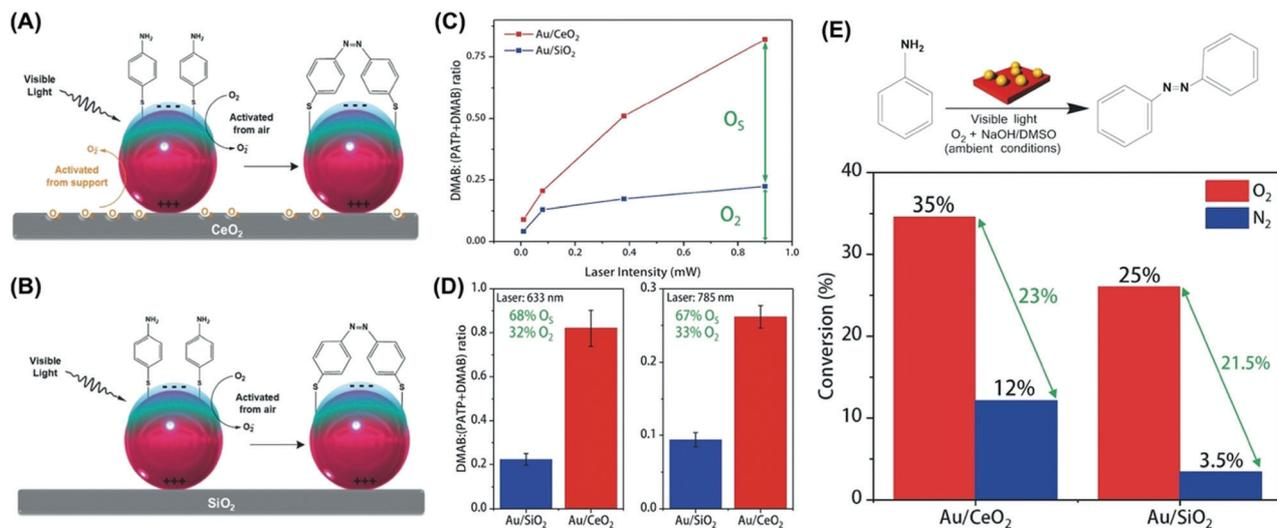 (A)
NH₂
NH₂
N=N
Visible
Light
S
S
O₂
Activated
from air
O₂⁻
S
S
- - -
O₂⁻
Activated
from support
+++
+++
O O O O O O O O O
CeO₂
(B)
NH₂
NH₂
N=N
Visible
Light
S
S
O₂
Activated
from air
O₂⁻
S
S
- - -
+++
+++
SiO₂
(C)
DMAB: (PATP+DMAB) ratio
0.75
0.50
0.25
0.00
Au/CeO₂
Au/SiO₂
O_S
O₂
0.0 0.2 0.4 0.6 0.8 1.0
Laser Intensity (mW)
(D)
DMAB:(PATP+DMAB) ratio
1.0
0.8
0.6
0.4
0.2
0.0
Laser: 633 nm
68% O_S
32% O₂
Au/SiO₂ Au/CeO₂
0.3
0.2
0.1
0.0
Laser: 785 nm
67% O_S
33% O₂
Au/SiO₂ Au/CeO₂
(E)
NH₂
Visible light
O₂ + NaOH/DMSO
(ambient conditions)
N=N
Conversion (%)
40
30
20
10
0
35%
23%
12%
25%
21.5%
3.5%
O₂
N₂
Au/CeO₂ Au/SiO₂